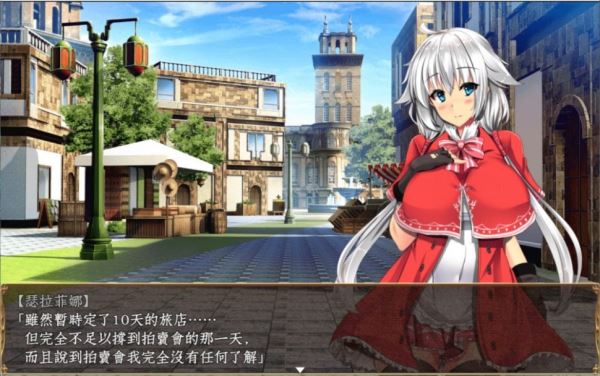 【瑟拉菲娜】
「雖然暫時定了10天的旅店……
但完全不足以撐到拍賣會的那一天，
而且說到拍賣會我完全沒有任何了解」